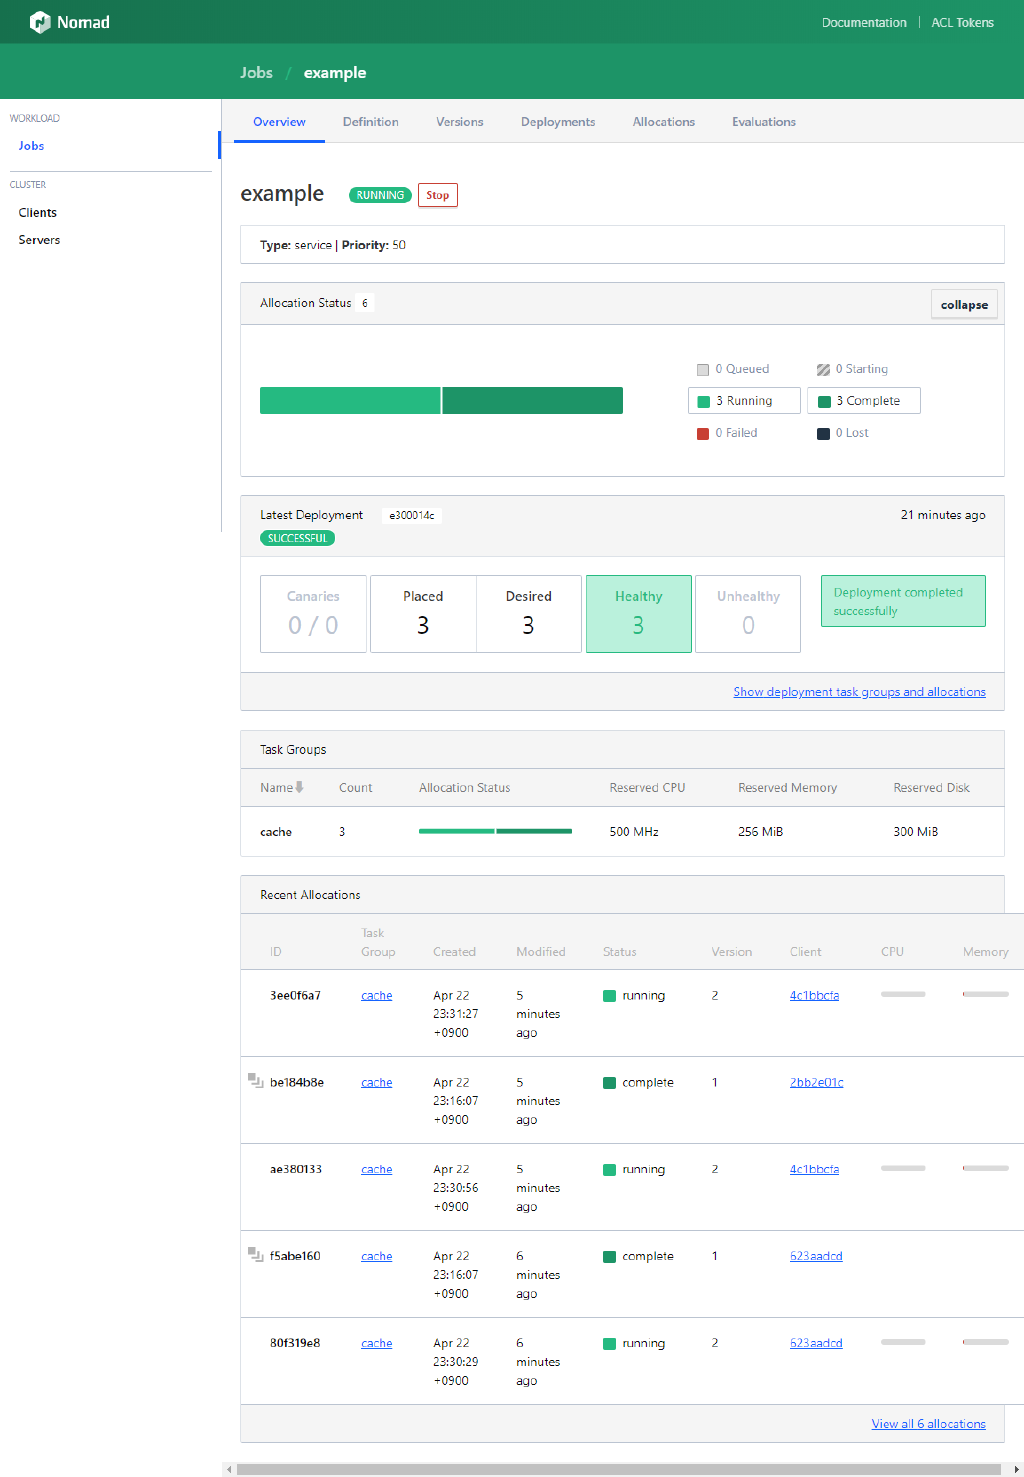 Nomad
Documentation | ACL Tokens
Jobs / example
WORKLOAD
Jobs
CLUSTER
Clients
Servers
Overview Definition Versions Deployments Allocations Evaluations
example RUNNING Stop
Type: service | Priority: 50
Allocation Status 6 collapse
0 Queued 0 Starting
3 Running 3 Complete
0 Failed 0 Lost
Latest Deployment e300014c 21 minutes ago
SUCCESSFUL
Canaries Placed Desired Healthy Unhealthy
0 / 0 3 3 3 0
Deployment completed
successfully
Show deployment task groups and allocations
Task Groups
Name Count Allocation Status Reserved CPU Reserved Memory Reserved Disk
cache 3 500 MHz 256 MiB 300 MiB
Recent Allocations
Task
ID Group Created Modified Status Version Client CPU Memory
3ee0f6a7 cache Apr 22 5 running 2 4c1bbcfa
23:31:27 minutes
+0900 ago
be184b8e cache Apr 22 5 complete 1 2bb2e01c
23:16:07 minutes
+0900 ago
ae380133 cache Apr 22 5 running 2 4c1bbcfa
23:30:56 minutes
+0900 ago
f5abe160 cache Apr 22 6 complete 1 623aadcd
23:16:07 minutes
+0900 ago
80f319e8 cache Apr 22 6 running 2 623aadcd
23:30:29 minutes
+0900 ago
View all 6 allocations